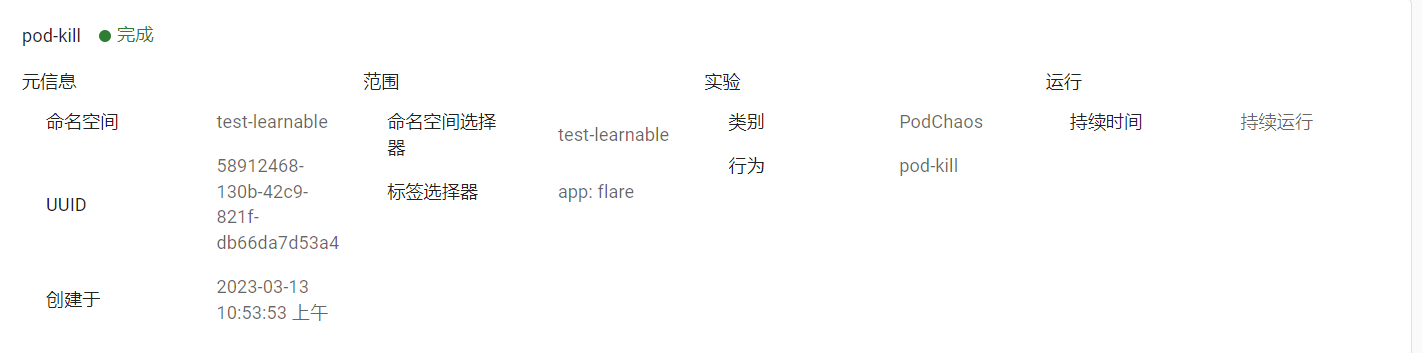 pod-kill 完成
元信息
命名空间 test-learnable
UUID 58912468-
130b-42c9-
821f-
db66da7d53a4
创建于 2023-03-13
10:53:53 上午
范围
命名空间选择
器 test-learnable
标签选择器 app: flare
实验
类别 PodChaos
行为 pod-kill
运行
持续时间 持续运行